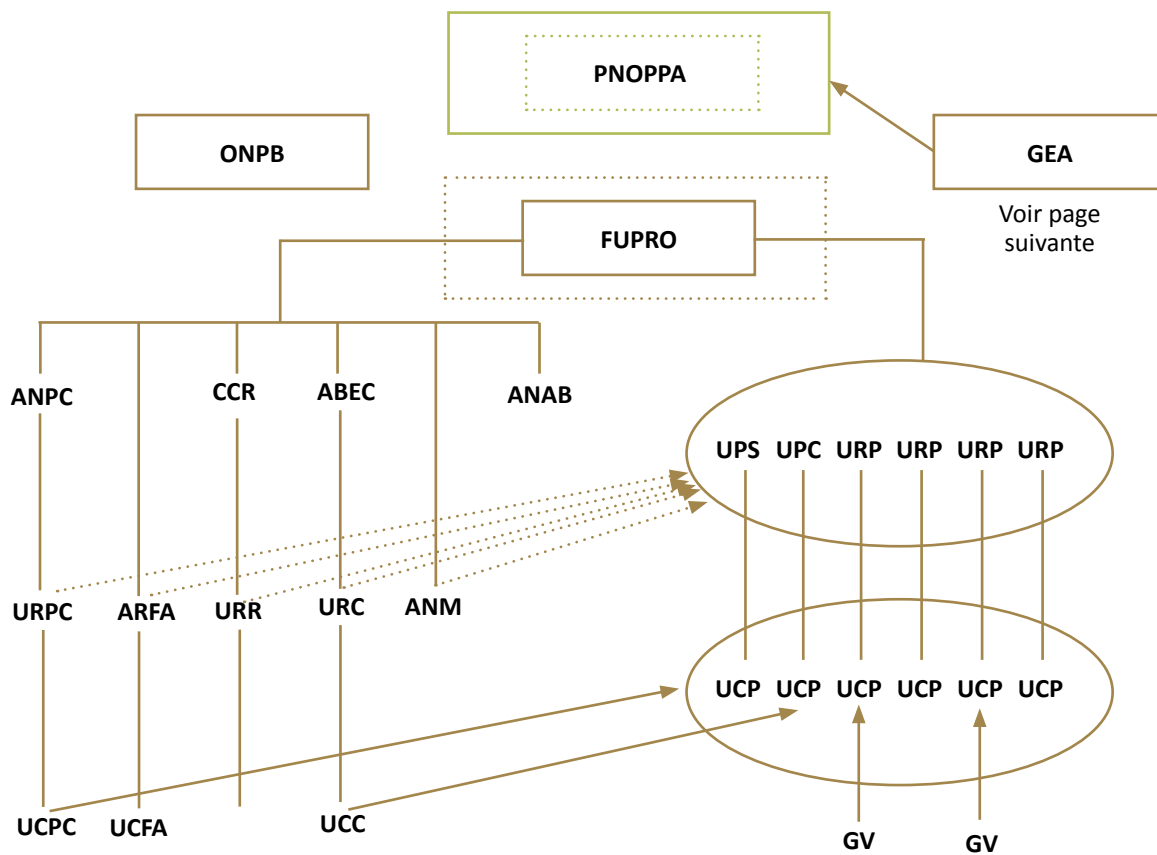 PNOPPA
ONPB
GEA
Voir page
suivante
FUPRO
ANPC CCR ABEC ANAB
UPS UPC URP URP URP URP
URPC ARFA URR URC ANM
UCP UCP UCP UCP UCP UCP
UCPC UCFA UCC
GV GV